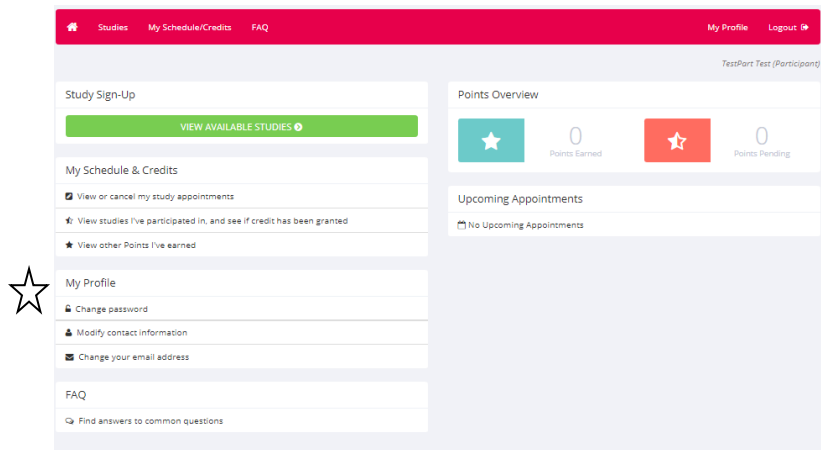 Studies My Schedule/Credits FAQ My Profile Logout
TestPart Test (Participant)
Study Sign-Up
VIEW AVAILABLE STUDIES
My Schedule & Credits
View or cancel my study appointments
View studies I've participated in, and see if credit has been granted
View other Points I've earned
My Profile
Change password
Modify contact information
Change your email address
FAQ
Find answers to common questions
Points Overview
0
Points Earned
0
Points Pending
Upcoming Appointments
No Upcoming Appointments